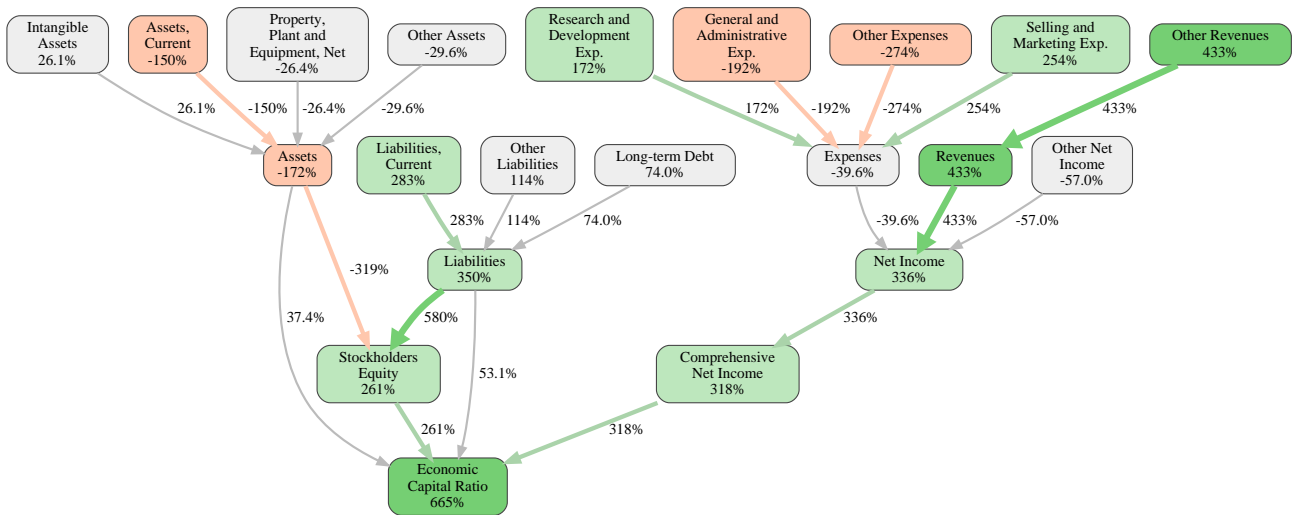 Intangible
Assets
26.1%
Assets,
Current
-150%
Property,
Plant and
Equipment, Net
-26.4%
Other Assets
-29.6%
Research and
Development
Exp.
172%
General and
Administrative
Exp.
-192%
Other Expenses
-274%
Selling and
Marketing Exp.
254%
Other Revenues
433%
26.1%
-150%
-26.4%
-29.6%
172%
-192%
-274%
254%
433%
Assets
-172%
Liabilities,
Current
283%
Other
Liabilities
114%
Long-term Debt
74.0%
Expenses
-39.6%
Revenues
433%
Other Net
Income
-57.0%
283%
114%
74.0%
-39.6%
433%
-57.0%
-319%
Liabilities
350%
Net Income
336%
37.4%
580%
336%
Stockholders
Equity
261%
53.1%
Comprehensive
Net Income
318%
261%
318%
Economic
Capital Ratio
665%